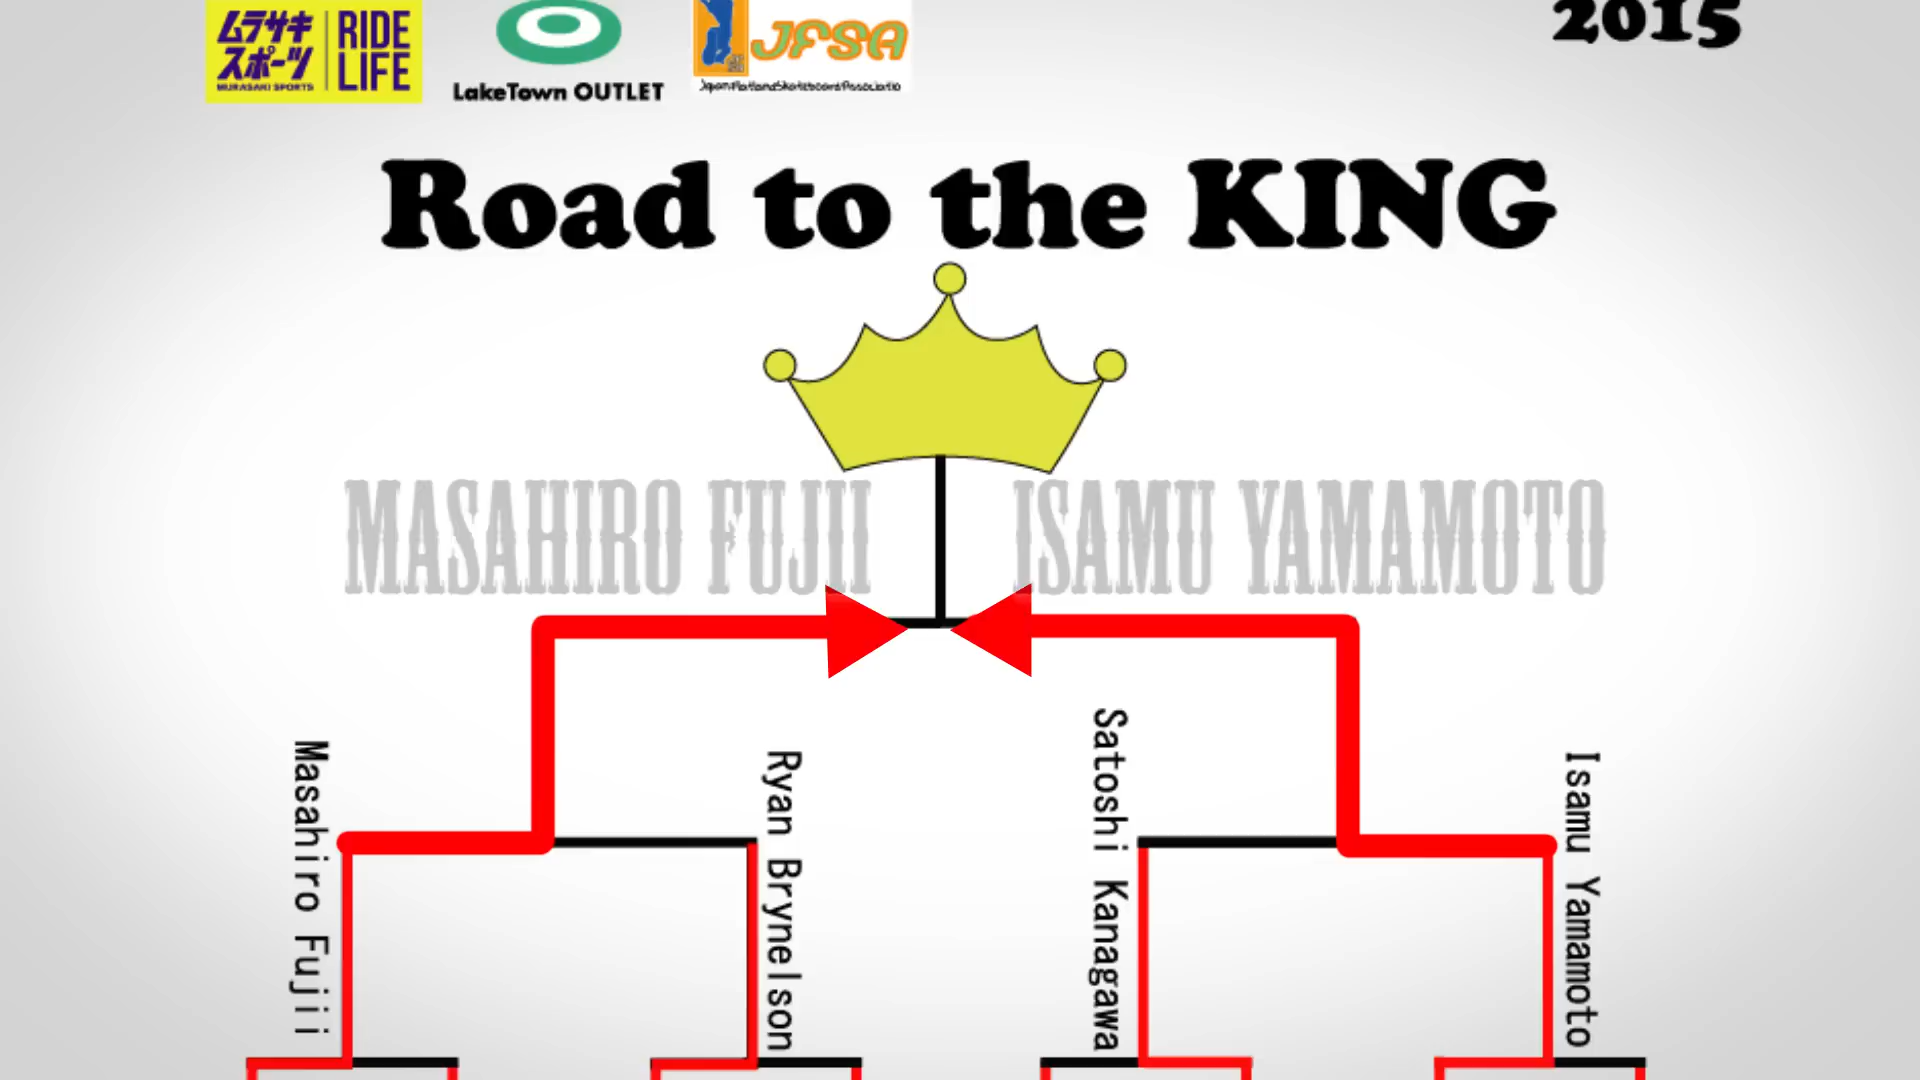 2015
ムラサキ
スポーツ
MURASAKI SPORTS
RIDE
LIFE
LakeTown OUTLET
JFSA
JapanFlatlandSkateboardAssociatio
Road to the KING
MASAHIRO FUJII
ISAMU YAMAMOTO
Masahiro Fujii
Ryan Brynelson
Satoshi Kanagawa
Isamu Yamamoto